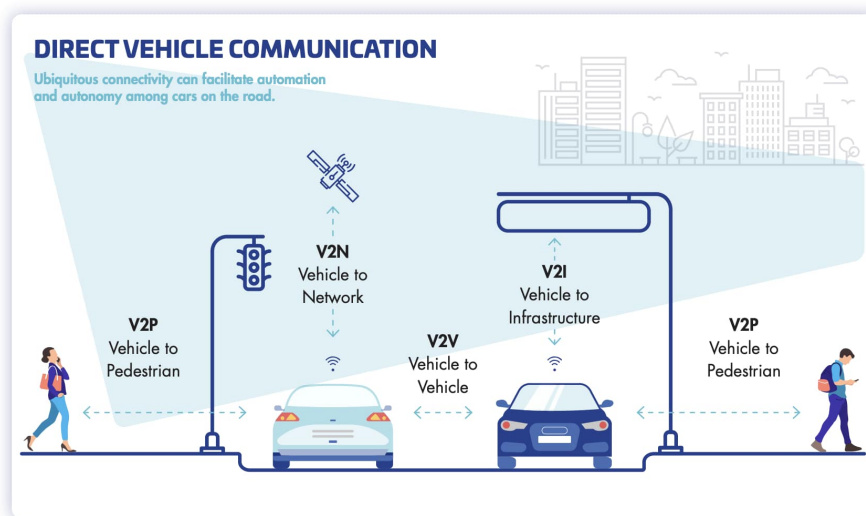 DIRECT VEHICLE COMMUNICATION
Ubiquitous connectivity can facilitate automation
and autonomy among cars on the road.
V2N
Vehicle to
Network
V2I
Vehicle to
Infrastructure
V2P
Vehicle to
Pedestrian
V2V
Vehicle to
Vehicle
V2P
Vehicle to
Pedestrian